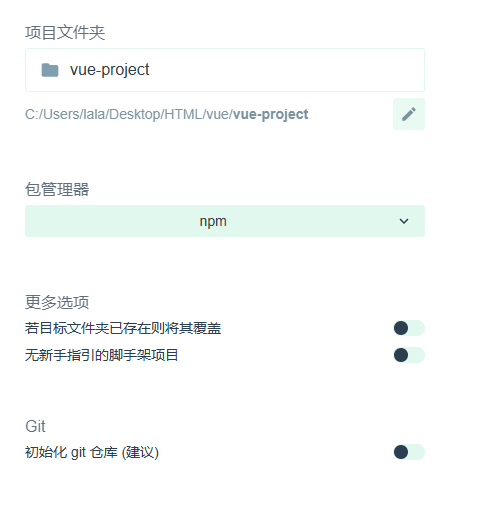 项目文件夹
vue-project
C:/Users/lala/Desktop/HTML/vue/vue-project
包管理器
npm
更多选项
若目标文件夹已存在则将其覆盖
无新手指引的脚手架项目
Git
初始化 git 仓库 (建议)